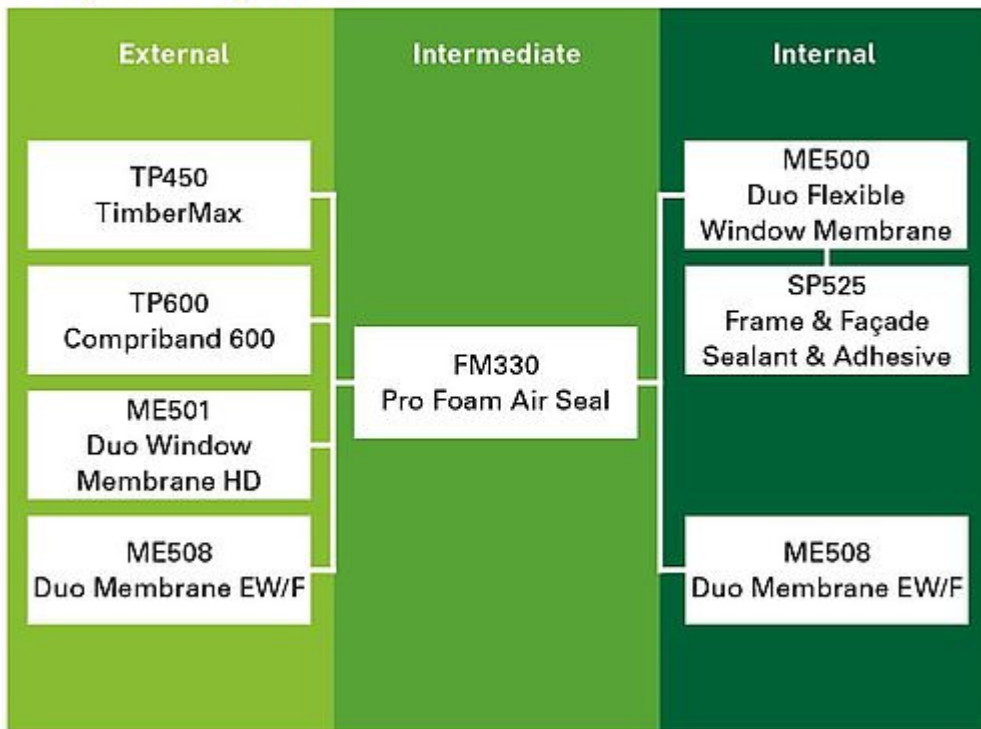 External
Intermediate
Internal
TP450
TimberMax
TP600
Compriband 600
ME501
Duo Window
Membrane HD
ME508
Duo Membrane EW/F
FM330
Pro Foam Air Seal
ME500
Duo Flexible
Window Membrane
SP525
Frame & Façade
Sealant & Adhesive
ME508
Duo Membrane EW/F